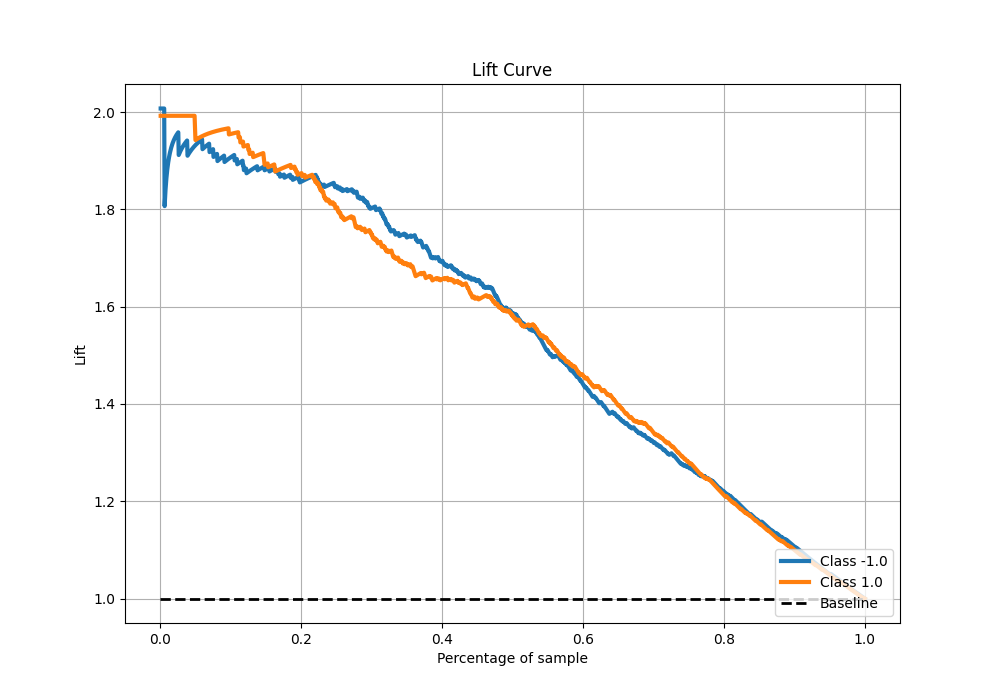 Lift Curve
Lift
2.0
1.8
1.6
1.4
1.2
1.0
0.0 0.2 0.4 0.6 0.8 1.0
Percentage of sample
Class -1.0
Class 1.0
Baseline